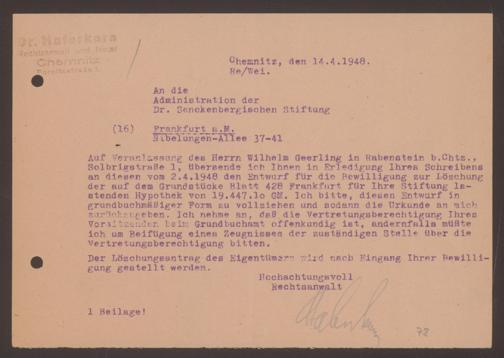 Dr. Haferkorn
Rechtsanwalt und Notar
Chemnitz
Chemnitz, den 14.4.1948.
He/Wei.
An die
Administration der
Dr. Senckenbergischen Stiftung
(16) Frankfurt a.M.
Nibelungen-Allee 37-41
Auf Veranlassung des Herrn Wilhelm Geerling in Rabenstein b.Chtz.,
Solbrigstraße 1, übersende ich Ihnen in Erledigung Ihres Schreibens
an diesen vom 2.4.1948 den Entwurf für die Bewilligung zur Löschung
der auf dem Grundstücke Blatt 428 Frankfurt für Ihre Stiftung la-
stenden Hypothek von 19.447.10 GM. Ich bitte, diesen Entwurf in
grundbuchmäßiger Form zu vollziehen und sodann die Urkunde an mich
zurückzugeben. Ich nehme an, daß die Vertretungsberechtigung Ihres
Vorsitzenden beim Grundbuchamt offenkundig ist, andernfalls müßte
ich um Beifügung eines Zeugnisses der zuständigen Stelle über die
Vertretungsberechtigung bitten.
Der Löschungsantrag des Eigentümers wird nach Eingang Ihrer Bewilli-
gung gestellt werden.
Hochachtungsvoll
Rechtsanwalt
1 Beilage!
72